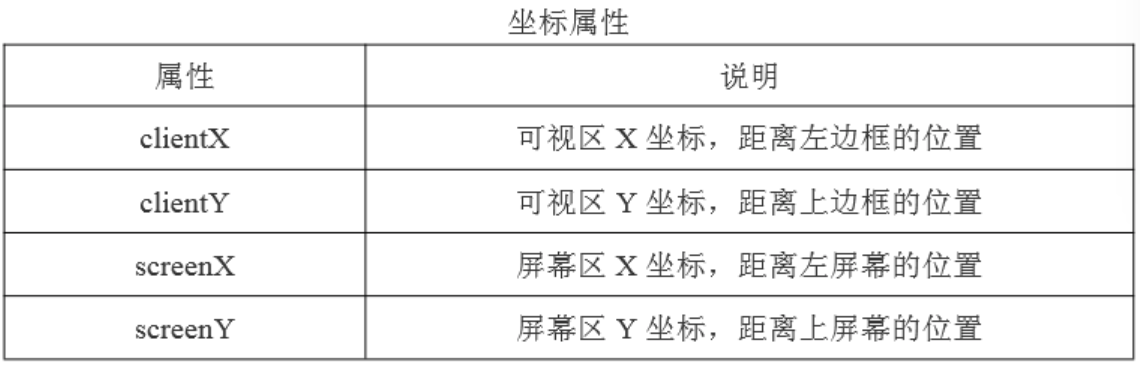 坐标属性
属性 说明
clientX 可视区 X 坐标，距离左边框的位置
clientY 可视区 Y 坐标，距离上边框的位置
screenX 屏幕区 X 坐标，距离左屏幕的位置
screenY 屏幕区 Y 坐标，距离上屏幕的位置